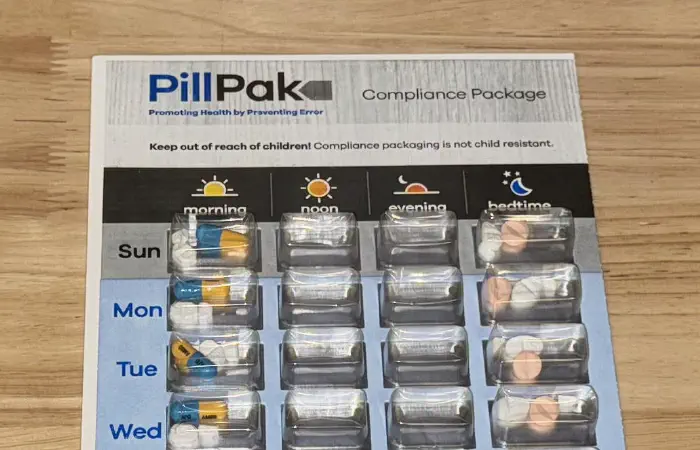 PillPak
Compliance Package
Promoting Health by Preventing Error
Keep out of reach of children! Compliance packaging is not child resistant.
morning noon evening bedtime
Sun
Mon
Tue
Wed